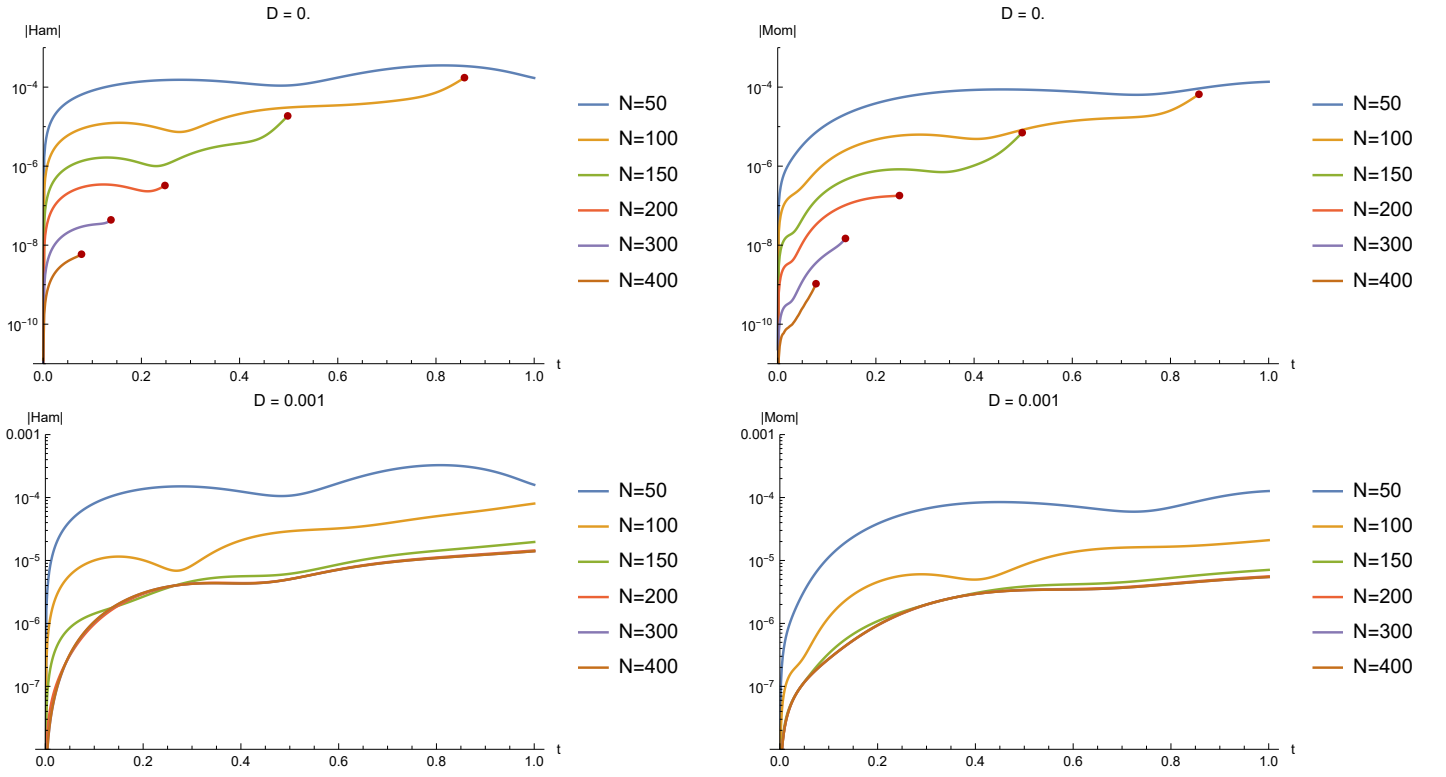 D = 0.
|Ham|
10⁻⁴
10⁻⁶
10⁻⁸
10⁻¹⁰
0.0 0.2 0.4 0.6 0.8 1.0 t
N=50
N=100
N=150
N=200
N=300
N=400
D = 0.
|Mom|
10⁻⁴
10⁻⁶
10⁻⁸
10⁻¹⁰
0.0 0.2 0.4 0.6 0.8 1.0 t
N=50
N=100
N=150
N=200
N=300
N=400
D = 0.001
|Ham|
0.001
10⁻⁴
10⁻⁵
10⁻⁶
10⁻⁷
0.0 0.2 0.4 0.6 0.8 1.0 t
N=50
N=100
N=150
N=200
N=300
N=400
D = 0.001
|Mom|
0.001
10⁻⁴
10⁻⁵
10⁻⁶
10⁻⁷
0.0 0.2 0.4 0.6 0.8 1.0 t
N=50
N=100
N=150
N=200
N=300
N=400